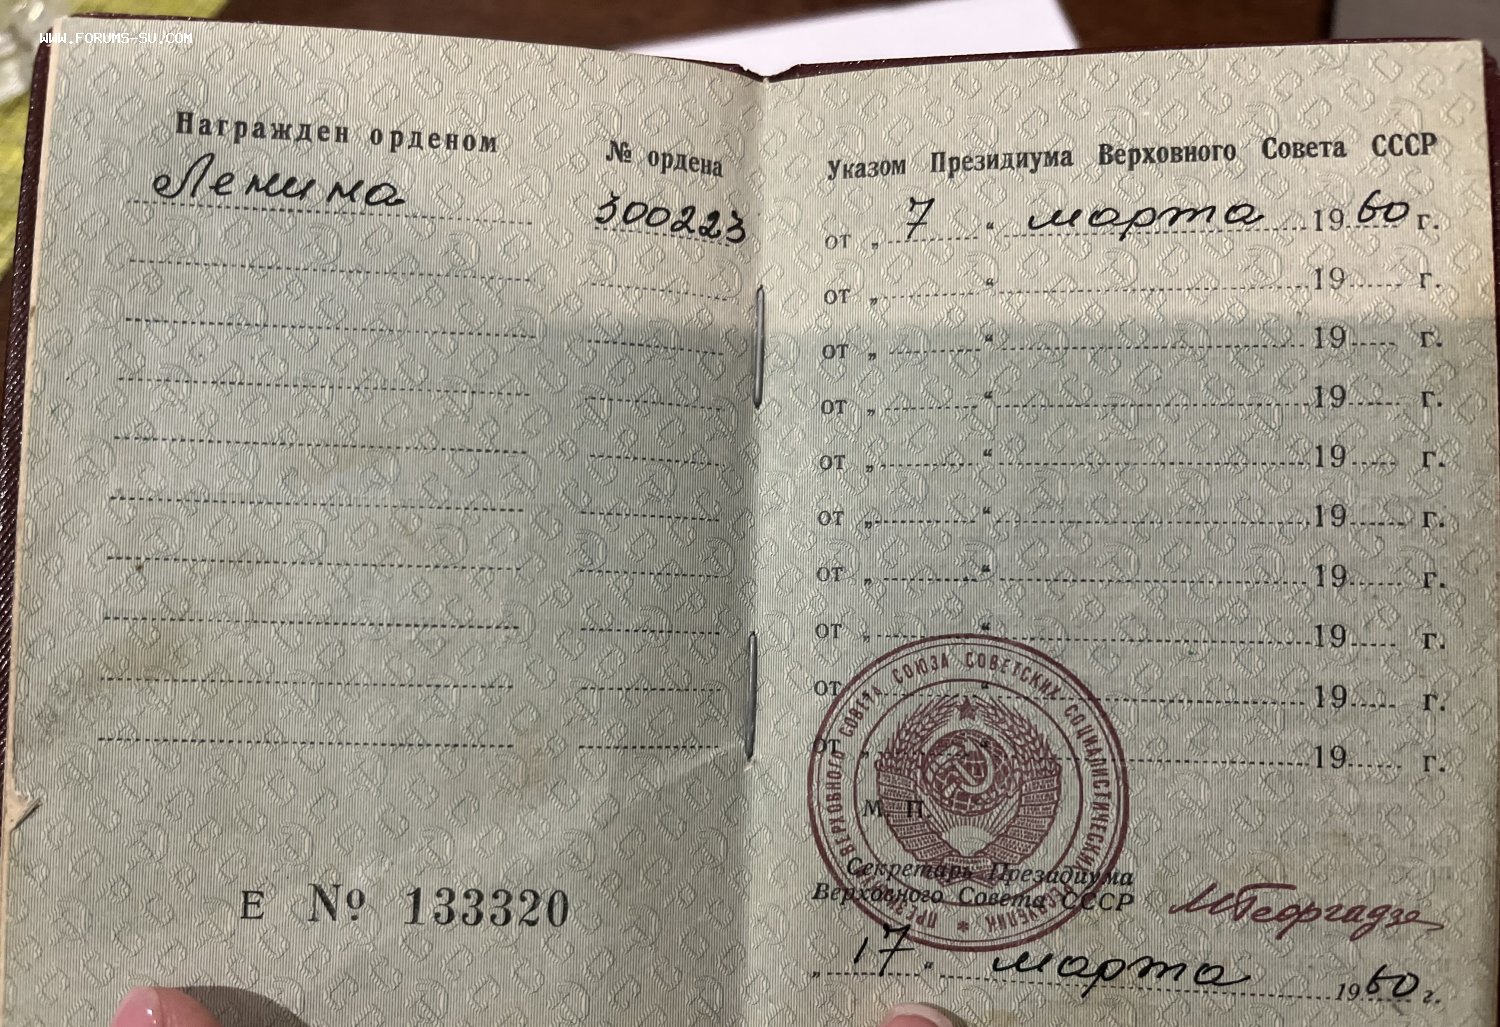 WWW.FORUMS-SU.COM
Награжден орденом
№ ордена
Ленина
300223
Указом Президиума Верховного Совета СССР
от „ 7 “ марта 1960 г.
от „ “ 19 г.
от „ “ 19 г.
от „ “ 19 г.
от „ “ 19 г.
от „ “ 19 г.
от „ “ 19 г.
от „ “ 19 г.
от „ “ 19 г.
от „ “ 19 г.
М П
ПРЕЗИДИУМ ВЕРХОВНОГО СОВЕТА СОЮЗА СОВЕТСКИХ СОЦИАЛИСТИЧЕСКИХ РЕСПУБЛИК
Секретарь Президиума
Верховного Совета СССР
МГеоргадзе
„ 17 “ марта 1960 г.
Е № 133320